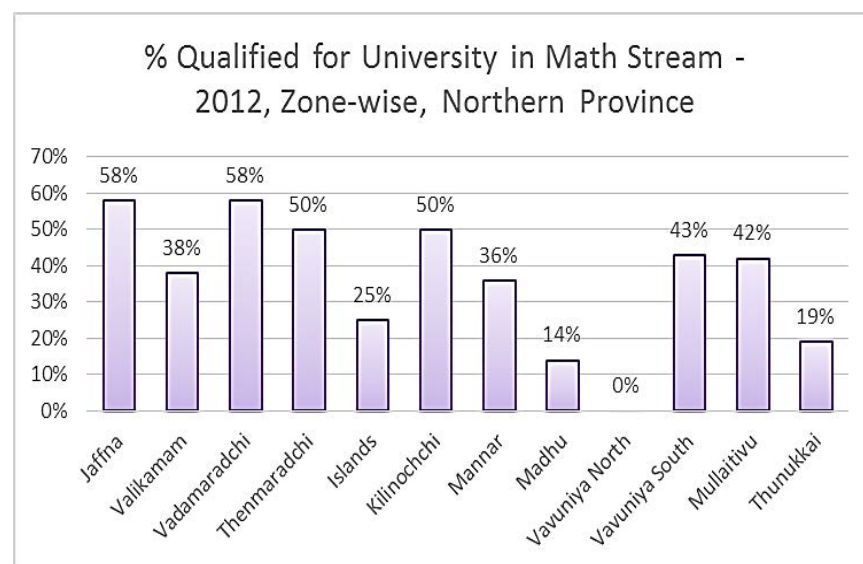 % Qualified for University in Math Stream -
2012, Zone-wise, Northern Province
70%
60%
50%
40%
30%
20%
10%
0%
58%
38%
58%
50%
25%
50%
36%
14%
0%
43%
42%
19%
Jaffna
Valikamam
Vadamaradchi
Thenmaradchi
Islands
Kilinochchi
Mannar
Madhu
Vavuniya North
Vavuniya South
Mullaitivu
Thunukkai